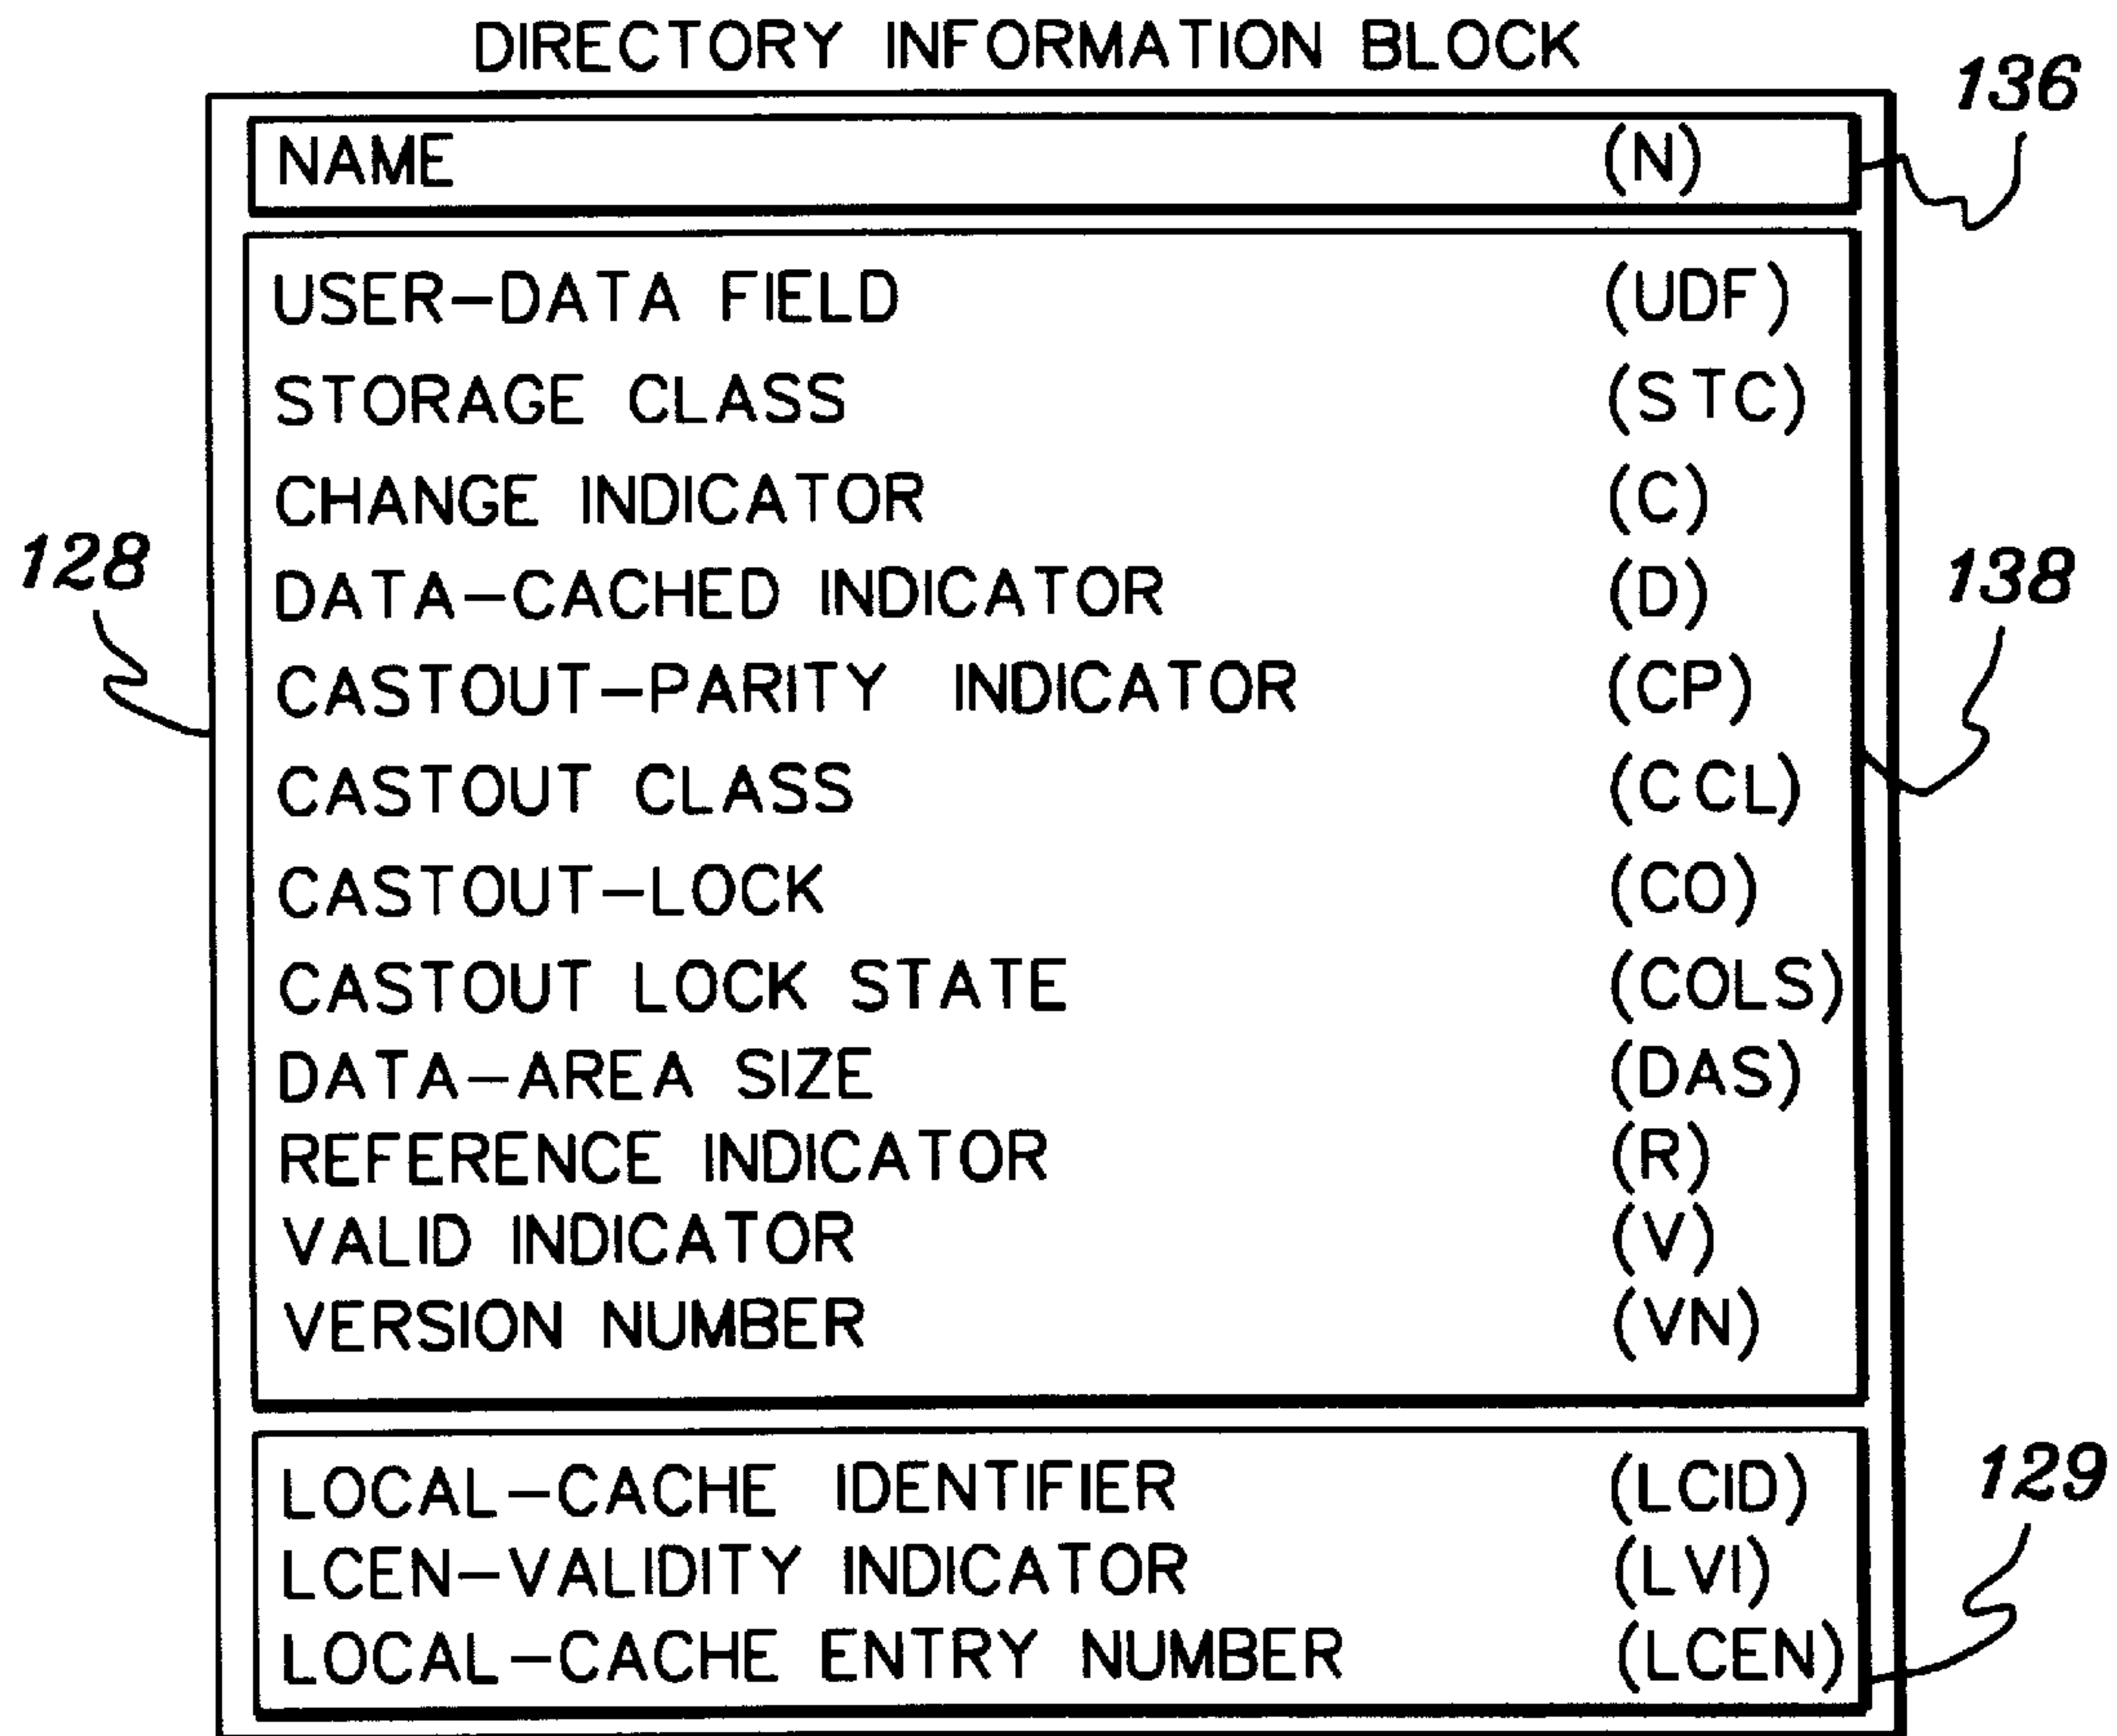 DIRECTORY INFORMATION BLOCK
136
NAME (N)
USER-DATA FIELD (UDF)
STORAGE CLASS (STC)
CHANGE INDICATOR (C)
128
DATA-CACHED INDICATOR (D)
138
CASTOUT-PARITY INDICATOR (CP)
CASTOUT CLASS (CCL)
CASTOUT-LOCK (CO)
CASTOUT LOCK STATE (COLS)
DATA-AREA SIZE (DAS)
REFERENCE INDICATOR (R)
VALID INDICATOR (V)
VERSION NUMBER (VN)
LOCAL-CACHE IDENTIFIER (LCID)
129
LCEN-VALIDITY INDICATOR (LVI)
LOCAL-CACHE ENTRY NUMBER (LCEN)